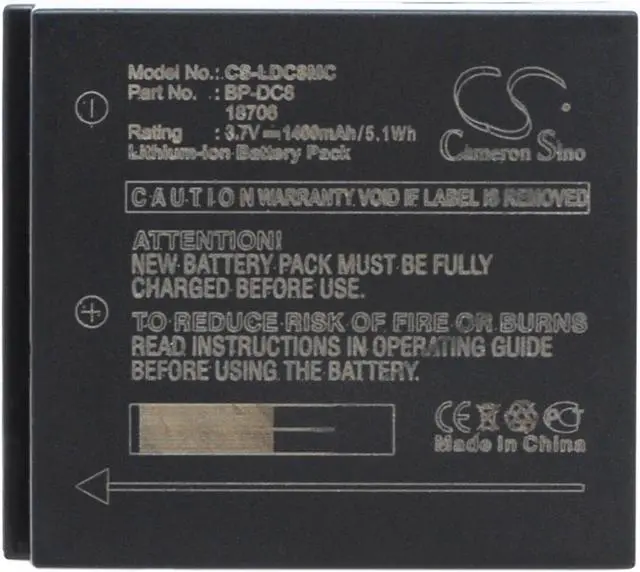 Model No.: CS-LDC8MC
Part No. : BP-DC8
18706
Rating : 3.7V⎓1400mAh/5.1Wh
Lithium-ion Battery Pack
CS
Cameron Sino
CAUTION WARRANTY VOID IF LABEL IS REMOVED
ATTENTION!
NEW BATTERY PACK MUST BE FULLY
CHARGED BEFORE USE.
TO REDUCE RISK OF FIRE OR BURNS
READ INSTRUCTIONS IN OPERATING GUIDE
BEFORE USING THE BATTERY.
CE
Made in China